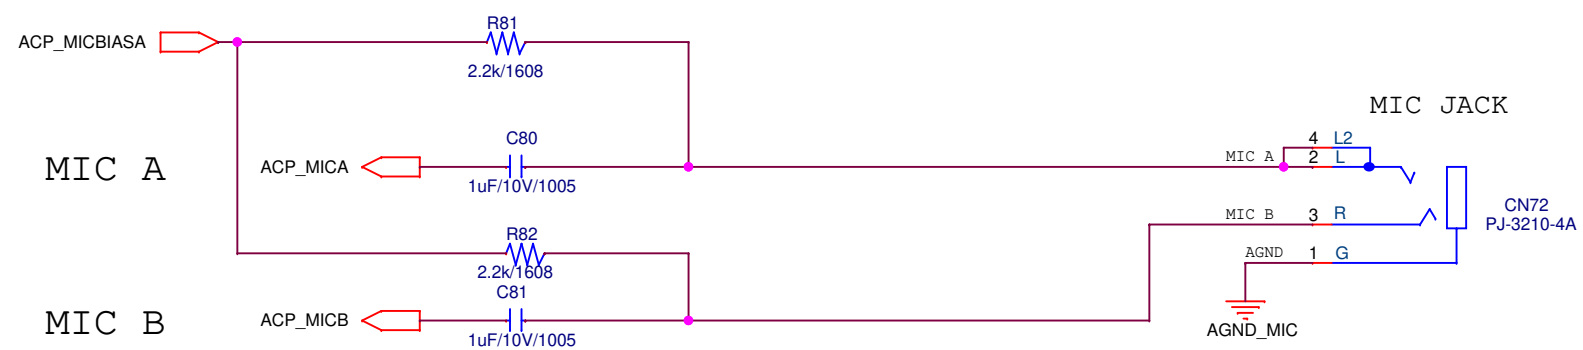 R81
ACP_MICBIASA
2.2k/1608
MIC JACK
C80
4 L2
MIC A
ACP_MICA
MIC A
2 L
1uF/10V/1005
CN72
PJ-3210-4A
MIC B
3 R
R82
2.2k/1608
AGND
1 G
C81
MIC B
ACP_MICB
1uF/10V/1005
AGND_MIC